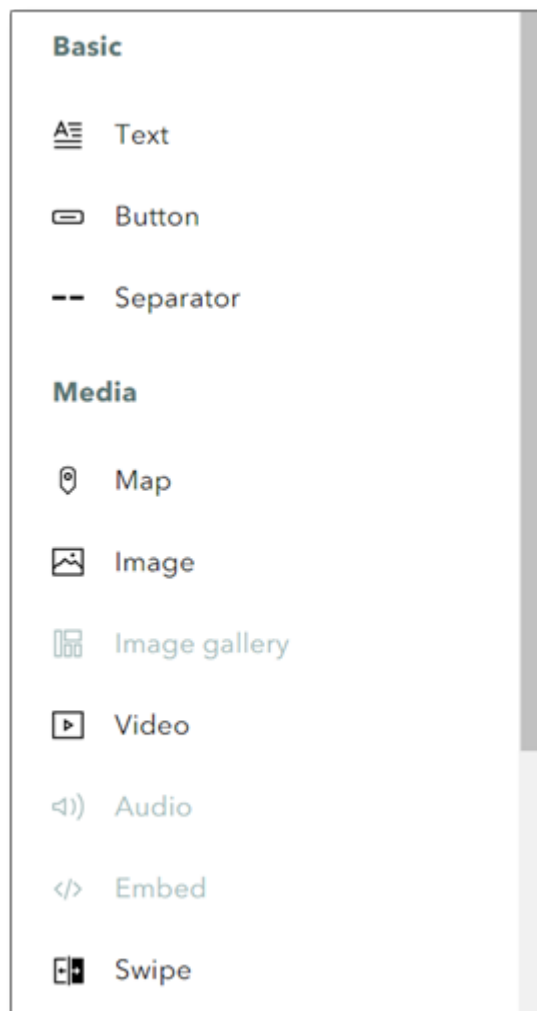 Basic
Text
Button
Separator
Media
Map
Image
Image gallery
Video
Audio
Embed
Swipe